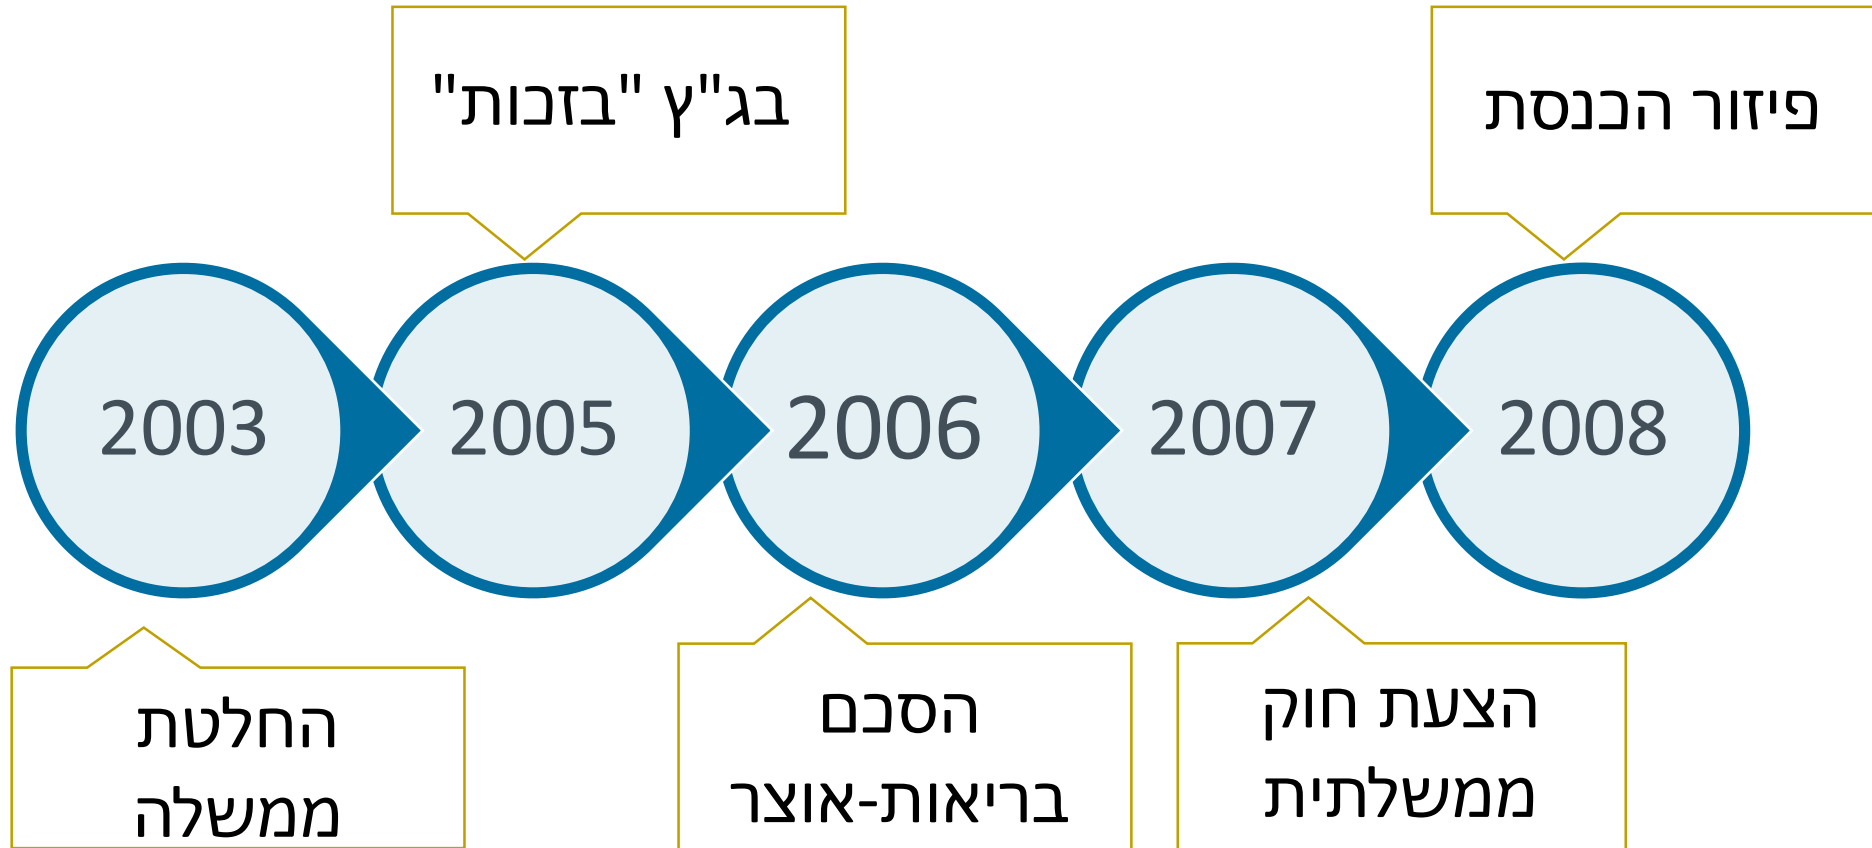 בג"ץ "בזכות"
פיזור הכנסת
2003
2005
2006
2007
2008
החלטת
ממשלה
הסכם
בריאות-אוצר
הצעת חוק
ממשלתית